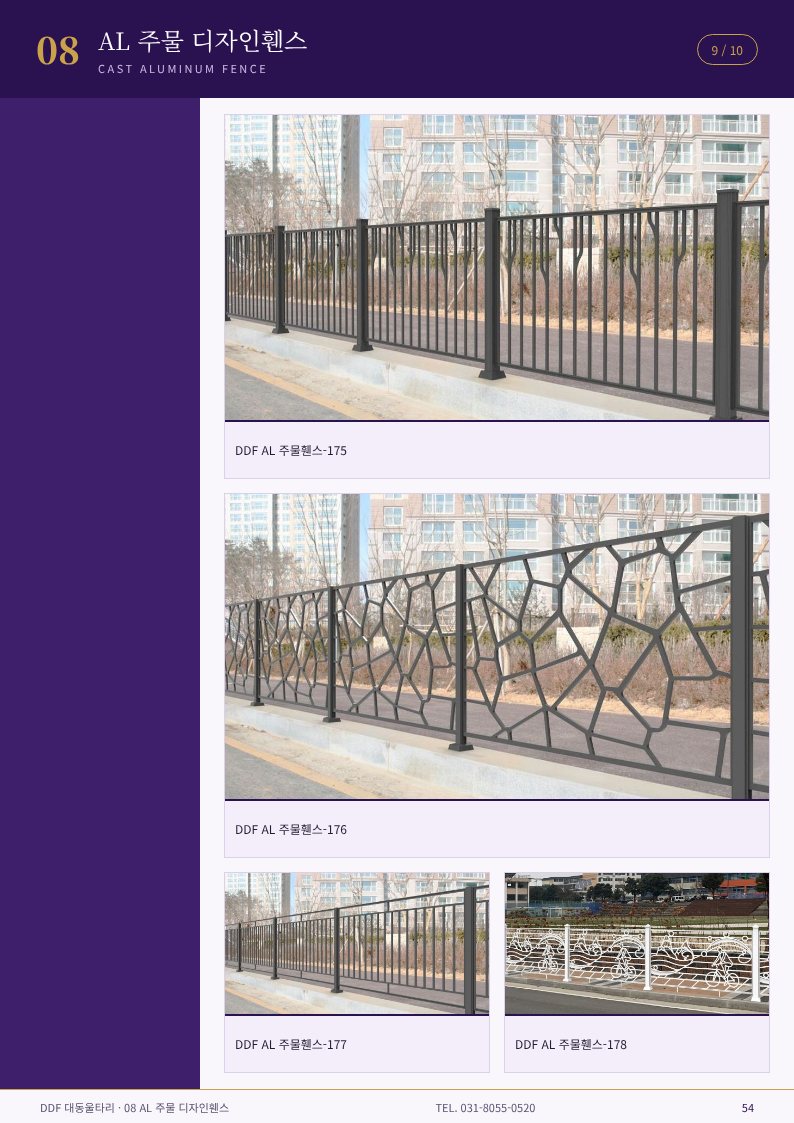 08
AL 주물 디자인휀스
CAST ALUMINUM FENCE
9 / 10
DDF AL 주물휀스-175
DDF AL 주물휀스-176
DDF AL 주물휀스-177
DDF AL 주물휀스-178
DDF 대동울타리 · 08 AL 주물 디자인휀스
TEL. 031-8055-0520
54